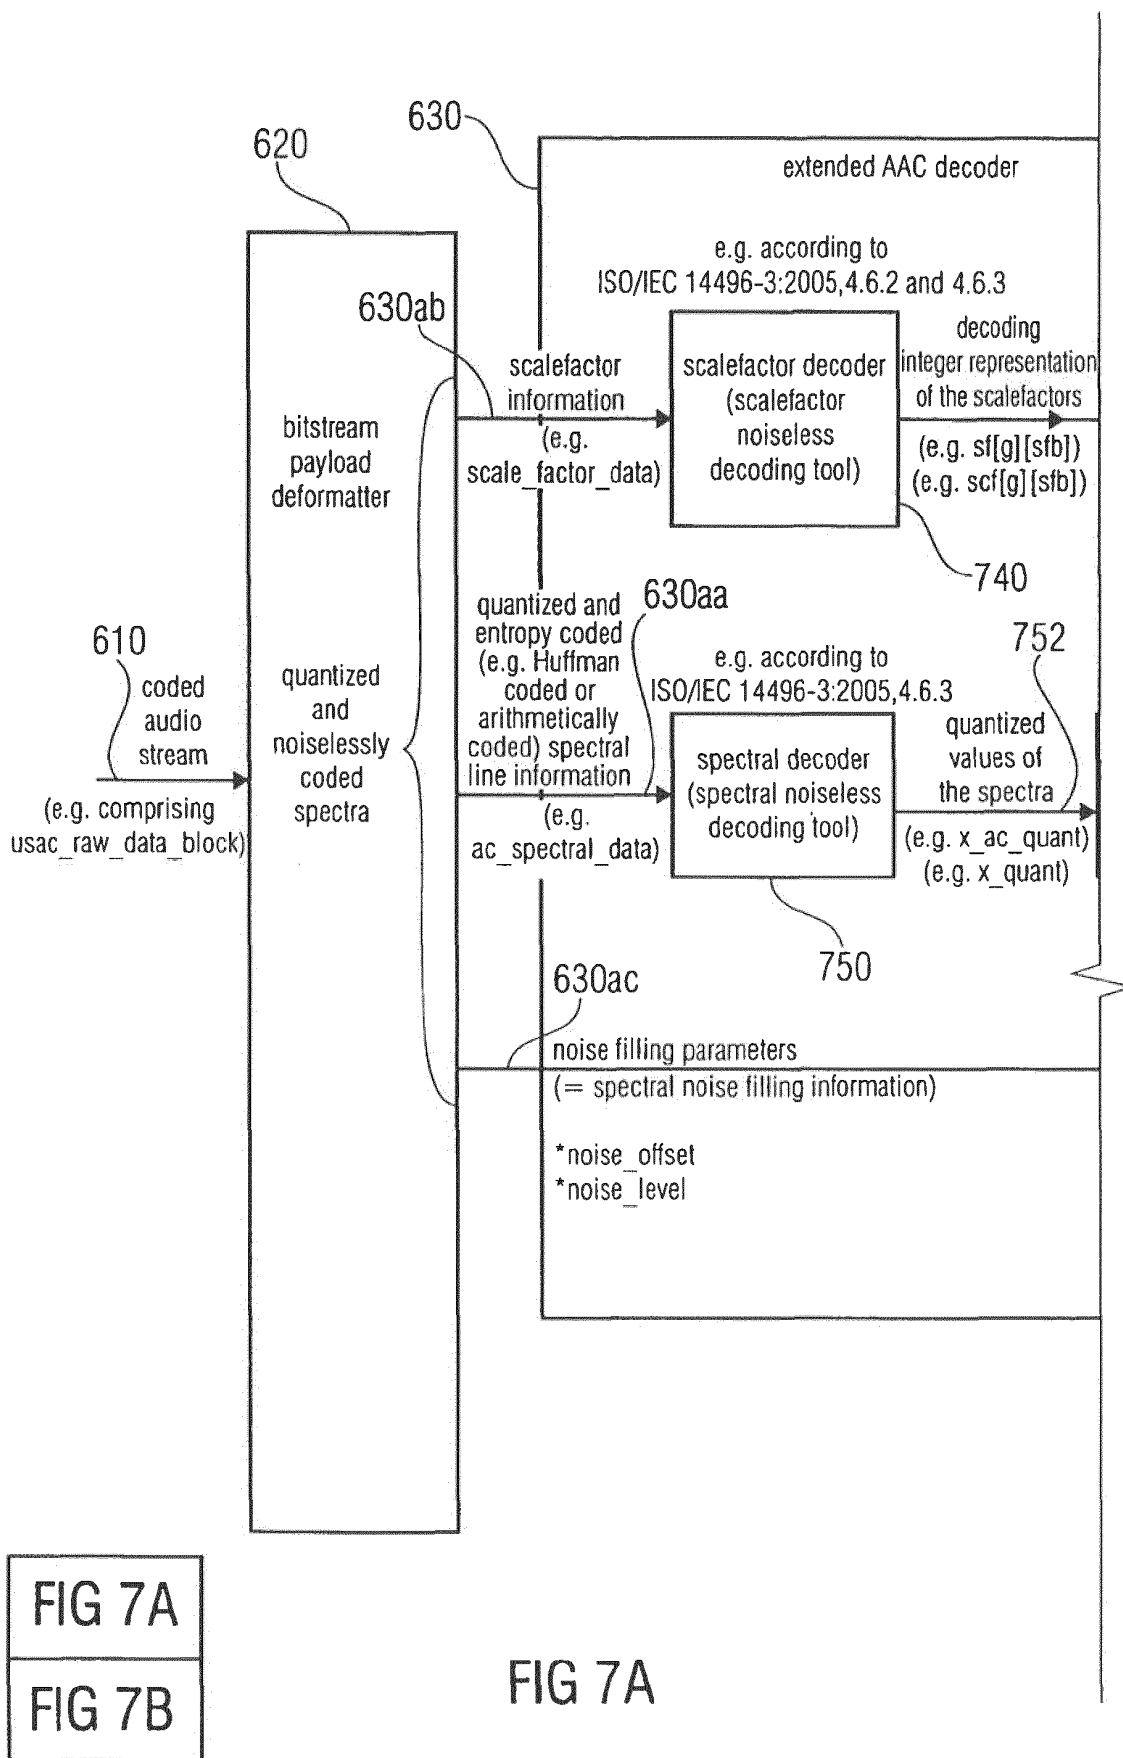 630
620
extended AAC decoder
e.g. according to
ISO/IEC 14496-3:2005,4.6.2 and 4.6.3
630ab
scalefactor
information
(e.g.
scale_factor_data)
scalefactor decoder
(scalefactor
noiseless
decoding tool)
decoding
integer representation
of the scalefactors
(e.g. sf[g][sfb])
(e.g. scf[g][sfb])
740
bitstream
payload
deformatter
610
coded
audio
stream
(e.g. comprising
usac_raw_data_block)
quantized
and
noiselessly
coded
spectra
quantized and
entropy coded
(e.g. Huffman
coded or
arithmetically
coded) spectral
line information
(e.g.
ac_spectral_data)
630aa
e.g. according to
ISO/IEC 14496-3:2005,4.6.3
spectral decoder
(spectral noiseless
decoding tool)
752
quantized
values of
the spectra
(e.g. x_ac_quant)
(e.g. x_quant)
750
630ac
noise filling parameters
(= spectral noise filling information)
*noise_offset
*noise_level
FIG 7A
FIG 7B
FIG 7A